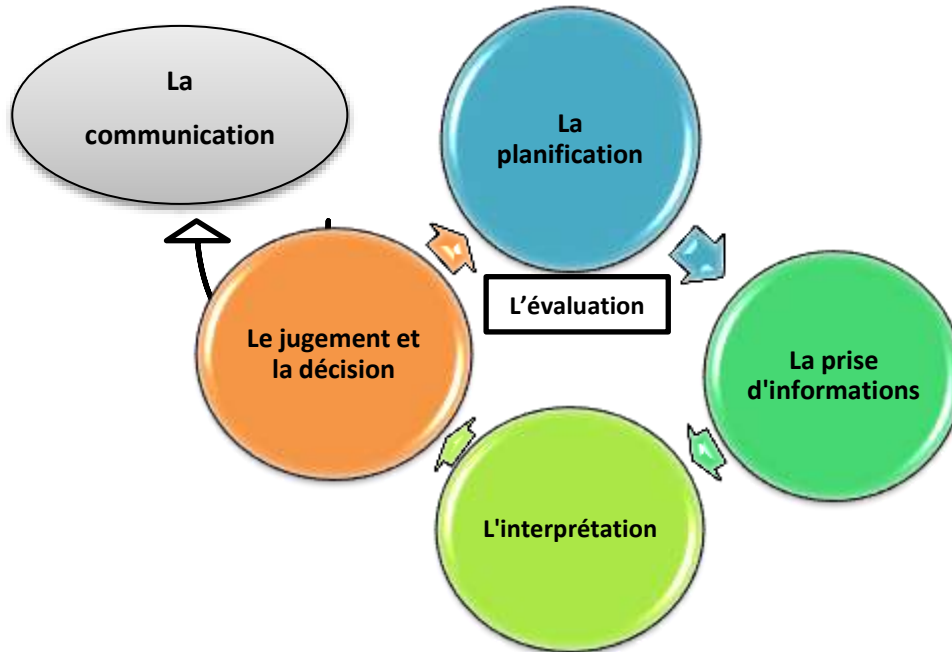 La
communication
La
planification
L'évaluation
Le jugement et
la décision
La prise
d'informations
L'interprétation